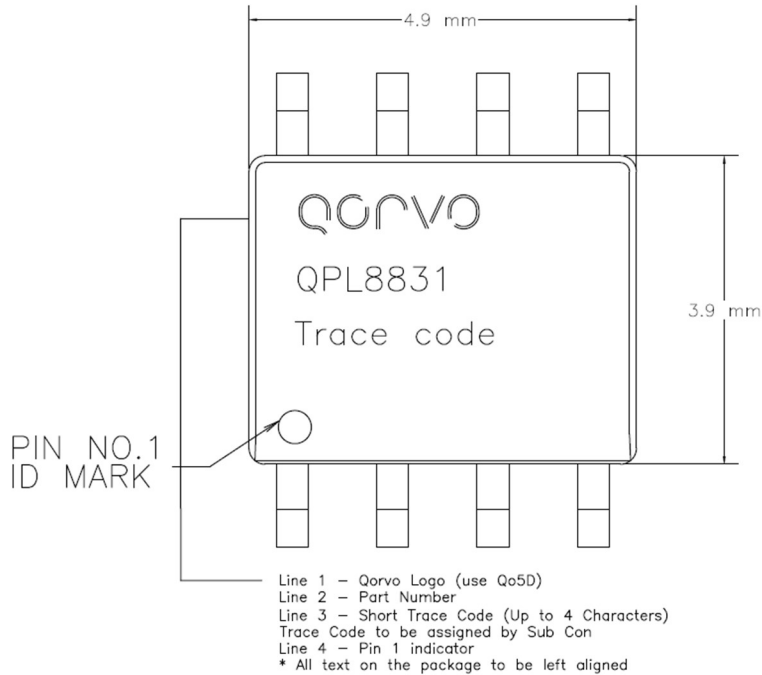 4.9 mm
QORVO
QPL8831
Trace code
3.9 mm
PIN NO.1
ID MARK
Line 1 – Qorvo Logo (use Qo5D)
Line 2 – Part Number
Line 3 – Short Trace Code (Up to 4 Characters)
Trace Code to be assigned by Sub Con
Line 4 – Pin 1 indicator
* All text on the package to be left aligned